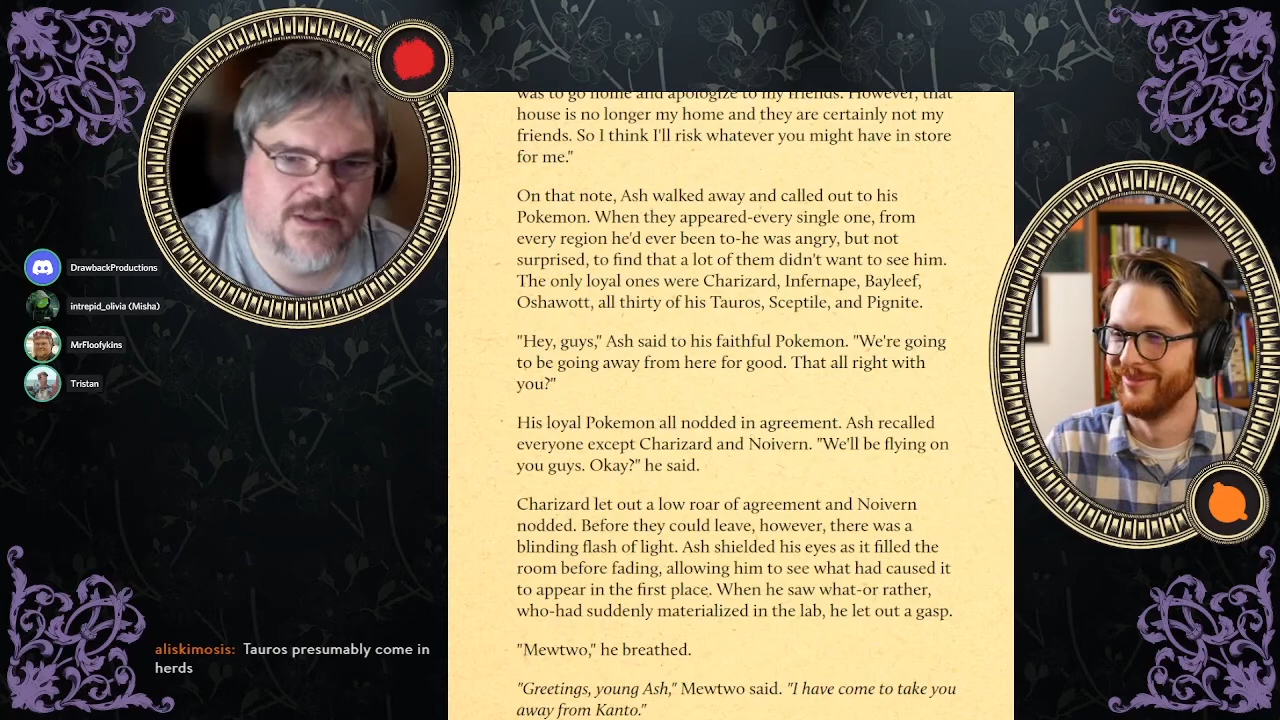 was to go home and apologize to my friends. However, that
house is no longer my home and they are certainly not my
friends. So I think I'll risk whatever you might have in store
for me."
On that note, Ash walked away and called out to his
Pokemon. When they appeared-every single one, from
every region he'd ever been to-he was angry, but not
surprised, to find that a lot of them didn't want to see him.
The only loyal ones were Charizard, Infernape, Bayleef,
Oshawott, all thirty of his Tauros, Sceptile, and Pignite.
"Hey, guys," Ash said to his faithful Pokemon. "We're going
to be going away from here for good. That all right with
you?"
His loyal Pokemon all nodded in agreement. Ash recalled
everyone except Charizard and Noivern. "We'll be flying on
you guys. Okay?" he said.
Charizard let out a low roar of agreement and Noivern
nodded. Before they could leave, however, there was a
blinding flash of light. Ash shielded his eyes as it filled the
room before fading, allowing him to see what had caused it
to appear in the first place. When he saw what-or rather,
who-had suddenly materialized in the lab, he let out a gasp.
"Mewtwo," he breathed.
"Greetings, young Ash," Mewtwo said. "I have come to take you
away from Kanto."
DrawbackProductions
intrepid_olivia (Misha)
MrFloofykins
Tristan
aliskimosis: Tauros presumably come in
herds